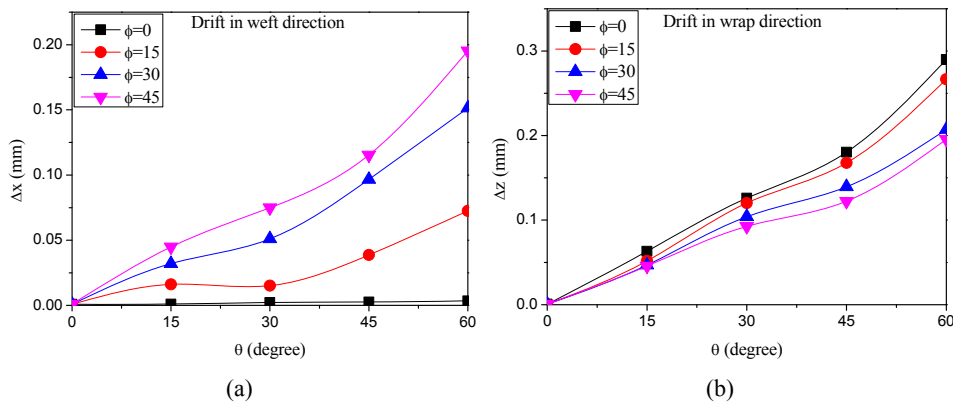 Drift in weft direction
ϕ=0
ϕ=15
ϕ=30
ϕ=45
0.20
0.15
0.10
0.05
0.00
Δx (mm)
0 15 30 45 60
θ (degree)
(a)
Drift in wrap direction
ϕ=0
ϕ=15
ϕ=30
ϕ=45
0.3
0.2
0.1
0.0
Δz (mm)
0 15 30 45 60
θ (degree)
(b)